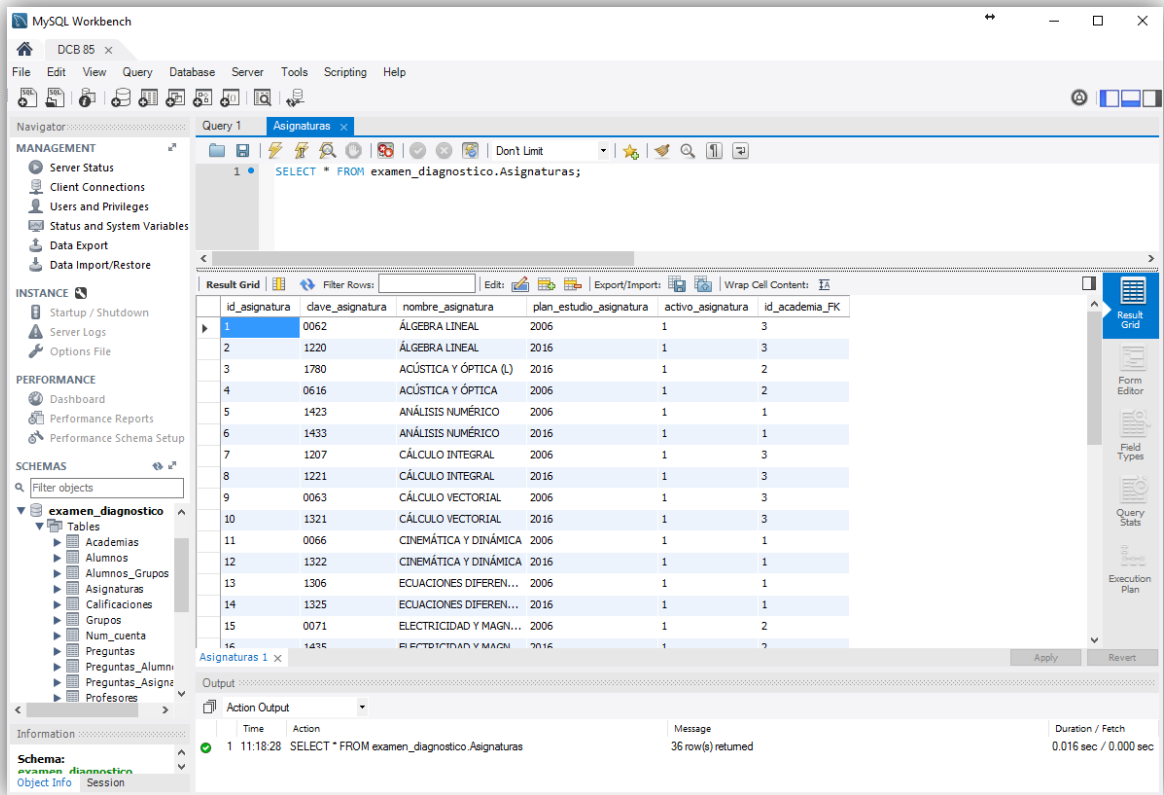 MySQL Workbench
DCB 85
File Edit View Query Database Server Tools Scripting Help
Navigator
MANAGEMENT
Server Status
Client Connections
Users and Privileges
Status and System Variables
Data Export
Data Import/Restore
INSTANCE
Startup / Shutdown
Server Logs
Options File
PERFORMANCE
Dashboard
Performance Reports
Performance Schema Setup
SCHEMAS
Filter objects
examen_diagnostico
Tables
Academias
Alumnos
Alumnos_Grupos
Asignaturas
Calificaciones
Grupos
Num_cuenta
Preguntas
Preguntas_Alumn
Preguntas_Asigna
Profesores
Information
Schema:
examen_diagnostico
Object Info Session
Query 1 Asignaturas
Don't Limit
1 SELECT * FROM examen_diagnostico.Asignaturas;
Result Grid Filter Rows: Edit: Export/Import: Wrap Cell Content:
id_asignatura clave_asignatura nombre_asignatura plan_estudio_asignatura activo_asignatura id_academia_FK
1 0062 ÁLGEBRA LINEAL 2006 1 3
2 1220 ÁLGEBRA LINEAL 2016 1 3
3 1780 ACÚSTICA Y ÓPTICA (L) 2016 1 2
4 0616 ACÚSTICA Y ÓPTICA 2006 1 2
5 1423 ANÁLISIS NUMÉRICO 2006 1 1
6 1433 ANÁLISIS NUMÉRICO 2016 1 1
7 1207 CÁLCULO INTEGRAL 2006 1 3
8 1221 CÁLCULO INTEGRAL 2016 1 3
9 0063 CÁLCULO VECTORIAL 2006 1 3
10 1321 CÁLCULO VECTORIAL 2016 1 3
11 0066 CINEMÁTICA Y DINÁMICA 2006 1 1
12 1322 CINEMÁTICA Y DINÁMICA 2016 1 1
13 1306 ECUACIONES DIFEREN... 2006 1 1
14 1325 ECUACIONES DIFEREN... 2016 1 1
15 0071 ELECTRICIDAD Y MAGN... 2006 1 2
16 1435 ELECTRICIDAD Y MAGN... 2016 1 2
Result Grid
Form Editor
Field Types
Query Stats
Execution Plan
Asignaturas 1 Apply Revert
Output
Action Output
Time Action Message Duration / Fetch
1 11:18:28 SELECT * FROM examen_diagnostico.Asignaturas 36 row(s) returned 0.016 sec / 0.000 sec